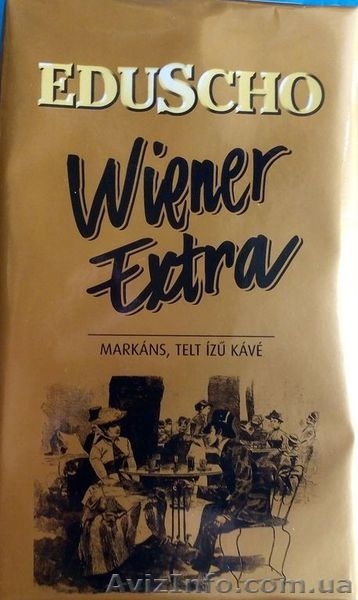 EDUSCHO
Wiener
Extra
MARKÁNS, TELT ÍZŰ KÁVÉ
AvizInfo.com.ua